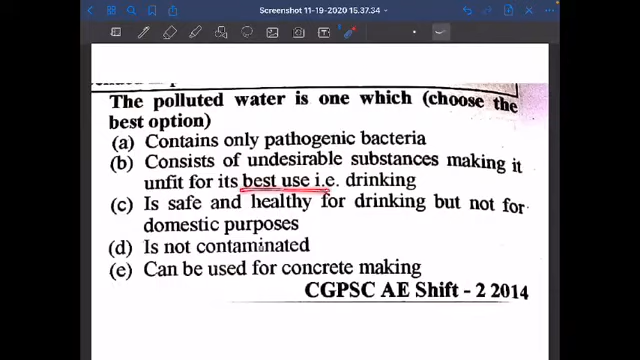 Screenshot 11-19-2020 15.37.34
The polluted water is one which (choose the
best option)
(a) Contains only pathogenic bacteria
(b) Consists of undesirable substances making it
unfit for its best use i.e. drinking
(c) Is safe and healthy for drinking but not for
domestic purposes
(d) Is not contaminated
(e) Can be used for concrete making
CGPSC AE Shift - 2 2014